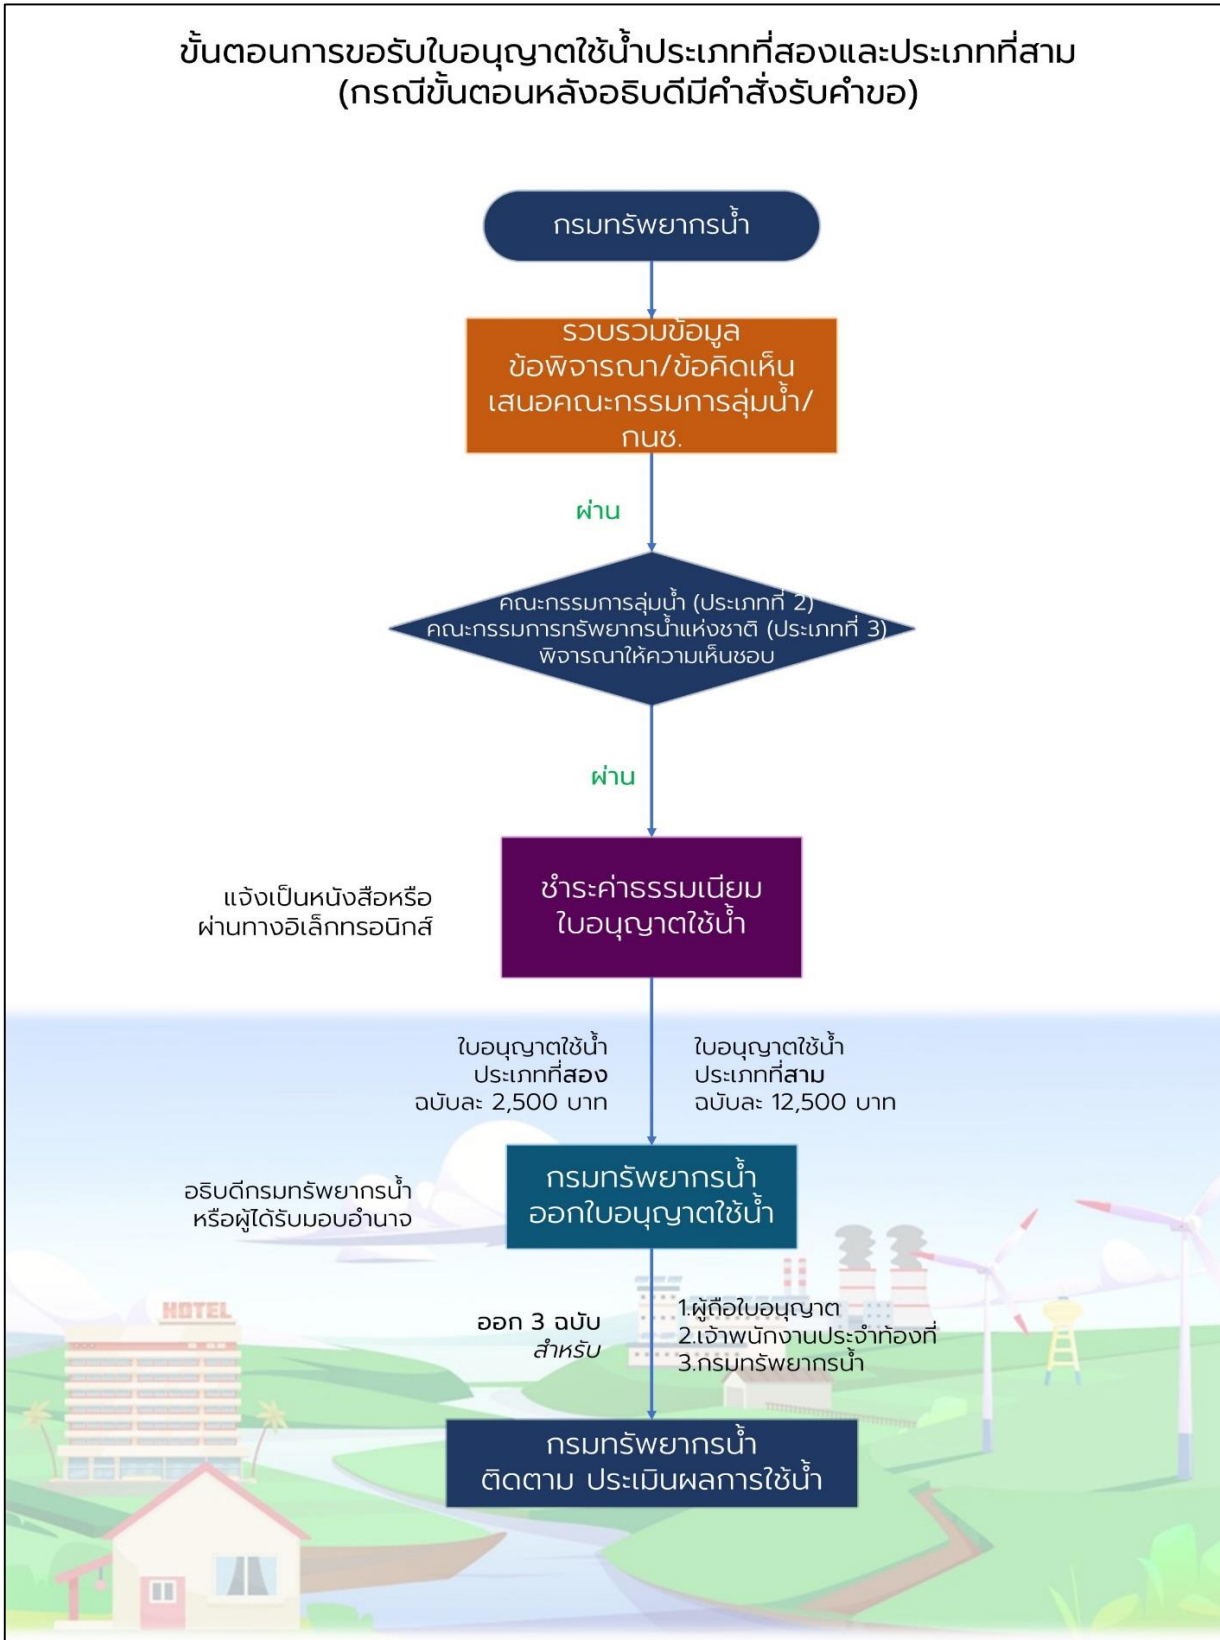 ขั้นตอนการขอรับใบอนุญาตใช้น้ำประเภทที่สองและประเภทที่สาม
(กรณีขั้นตอนหลังอธิบดีมีคำสั่งรับคำขอ)
กรมทรัพยากรน้ำ
รวบรวมข้อมูล
ข้อพิจารณา/ข้อคิดเห็น
เสนอคณะกรรมการลุ่มน้ำ/
กนช.
ผ่าน
คณะกรรมการลุ่มน้ำ (ประเภทที่ 2)
คณะกรรมการทรัพยากรน้ำแห่งชาติ (ประเภทที่ 3)
พิจารณาให้ความเห็นชอบ
ผ่าน
แจ้งเป็นหนังสือหรือ
ผ่านทางอิเล็กทรอนิกส์
ชำระค่าธรรมเนียม
ใบอนุญาตใช้น้ำ
ใบอนุญาตใช้น้ำ
ประเภทที่สอง
ฉบับละ 2,500 บาท
ใบอนุญาตใช้น้ำ
ประเภทที่สาม
ฉบับละ 12,500 บาท
อธิบดีกรมทรัพยากรน้ำ
หรือผู้ได้รับมอบอำนาจ
กรมทรัพยากรน้ำ
ออกใบอนุญาตใช้น้ำ
ออก 3 ฉบับ
สำหรับ
1.ผู้ถือใบอนุญาต
2.เจ้าพนักงานประจำท้องที่
3.กรมทรัพยากรน้ำ
HOTEL
กรมทรัพยากรน้ำ
ติดตาม ประเมินผลการใช้น้ำ